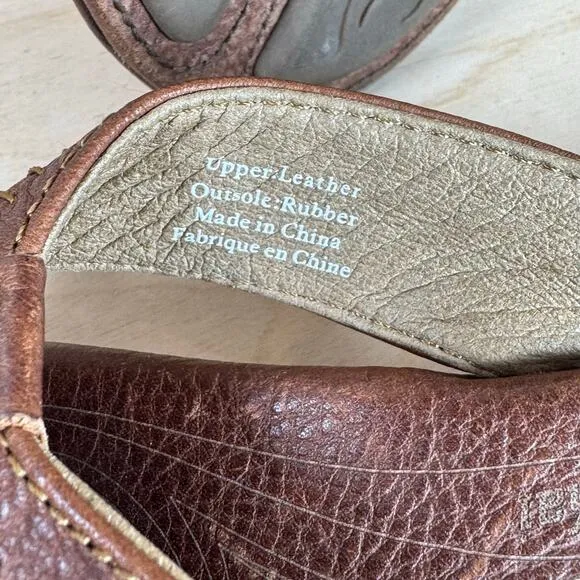 Upper:Leather
Outsole:Rubber
Made in China
Fabrique en Chine